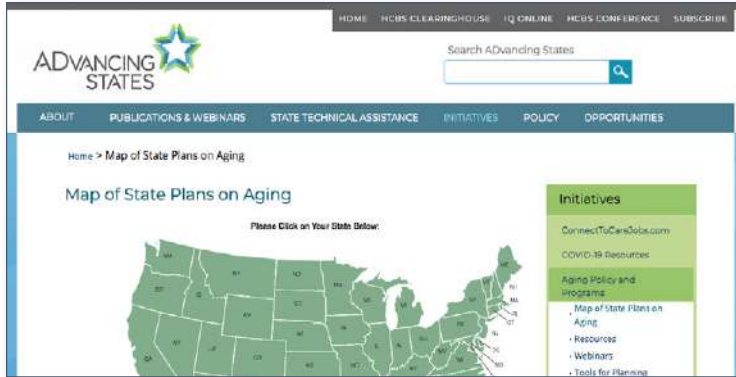 HOME HCBS CLEARINGHOUSE IQ ONLINE HCBS CONFERENCE SUBSCRIBE
ADVANCING
STATES
Search ADvancing States
ABOUT PUBLICATIONS & WEBINARS STATE TECHNICAL ASSISTANCE INITIATIVES POLICY OPPORTUNITIES
Home > Map of State Plans on Aging
Map of State Plans on Aging
Please Click on Your State Below:
Initiatives
ConnectToCareJobs.com
COVID-19 Resources
Aging Policy and
Programs
Map of State Plans on
Aging
Resources
Webinars
Tools for Planning